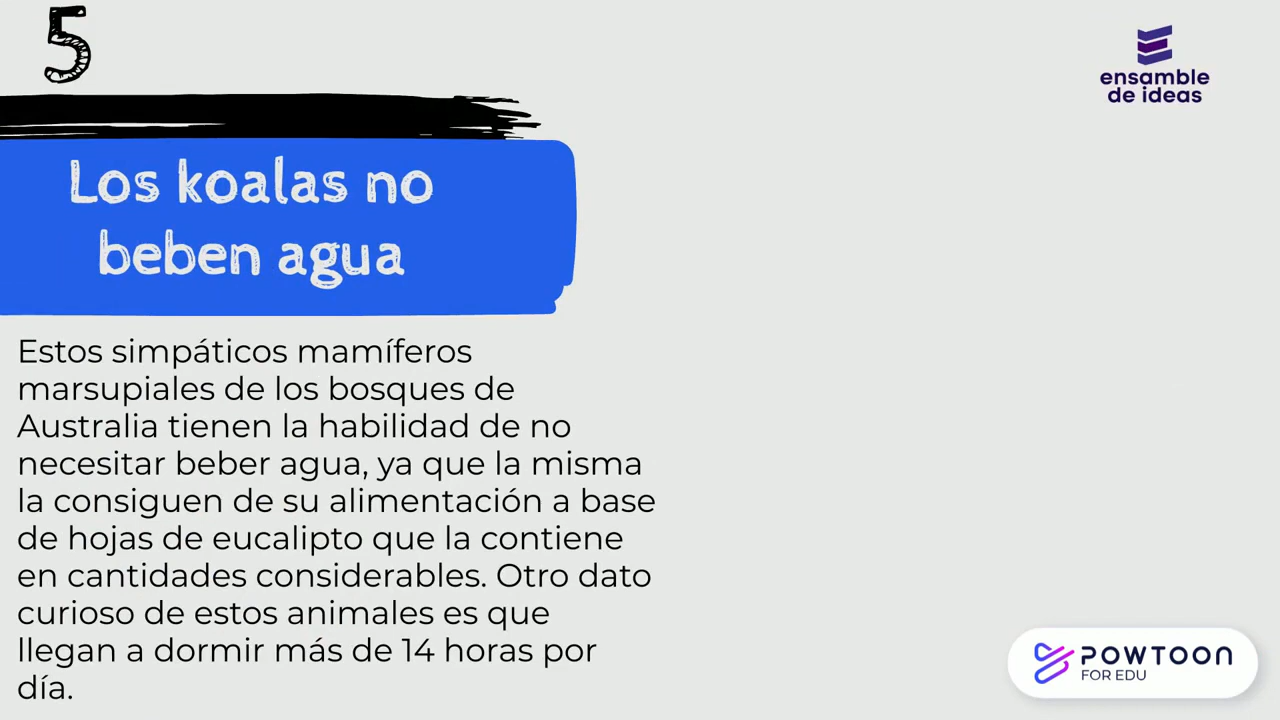 5
ensamble
de ideas
Los koalas no
beben agua
Estos simpáticos mamíferos
marsupiales de los bosques de
Australia tienen la habilidad de no
necesitar beber agua, ya que la misma
la consiguen de su alimentación a base
de hojas de eucalipto que la contiene
en cantidades considerables. Otro dato
curioso de estos animales es que
llegan a dormir más de 14 horas por
día.
POWTOON
FOR EDU